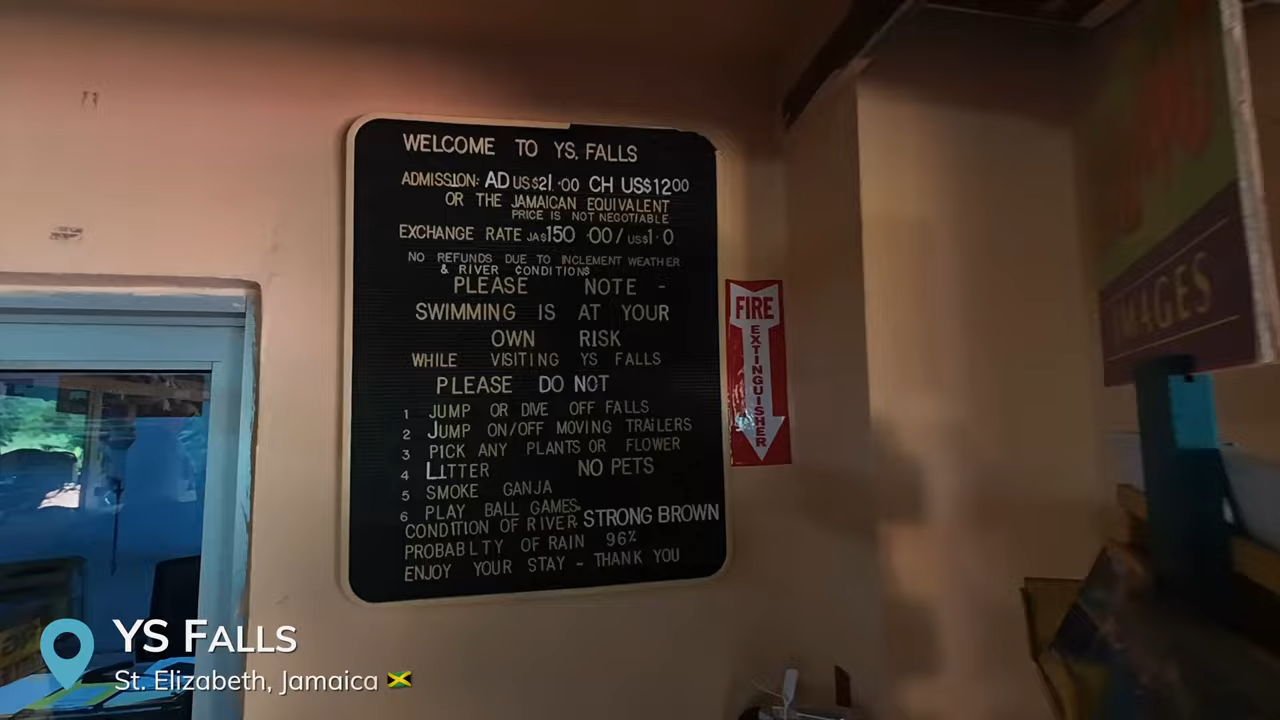 WELCOME TO YS. FALLS
ADMISSION: AD US$21.00 CH US$1200
OR THE JAMAICAN EQUIVALENT
PRICE IS NOT NEGOTIABLE
EXCHANGE RATE JA$150.00/US$1.0
NO REFUNDS DUE TO INCLEMENT WEATHER
& RIVER CONDITIONS
PLEASE NOTE -
SWIMMING IS AT YOUR
OWN RISK
WHILE VISITING YS FALLS
PLEASE DO NOT
1 JUMP OR DIVE OFF FALLS
2 JUMP ON/OFF MOVING TRAiLERS
3 PICK ANY PLANTS OR FLOWER
4 LITTER NO PETS
5 SMOKE GANJA
6 PLAY BALL GAMES.
CONDITION OF RIVER. STRONG BROWN
PROBABLTY OF RAIN 96%
ENJOY YOUR STAY - THANK YOU
FIRE
EXTINGUISHER
IMAGES
YS FALLS
St. Elizabeth, Jamaica